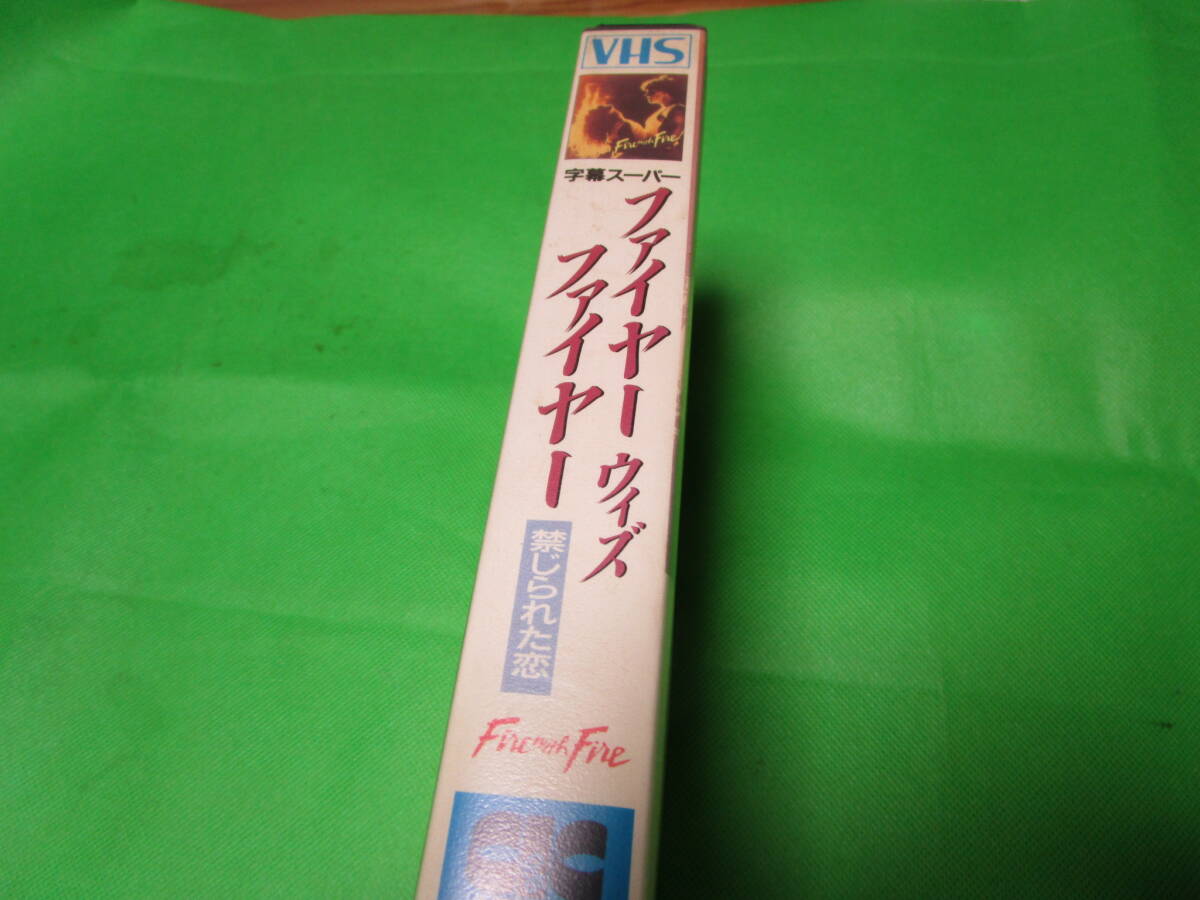 VHS
Fire with Fire
字幕スーパー
ファイヤー ウィズ
ファイヤー
禁じられた恋
Fire with Fire